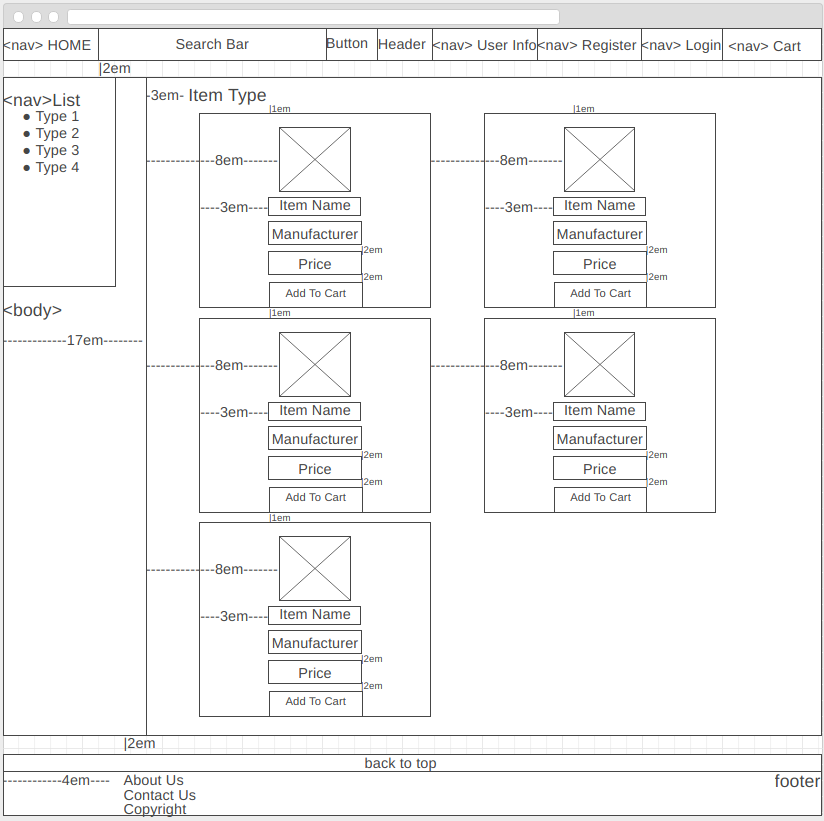 <nav> HOME Search Bar Button Header <nav> User Info <nav> Register <nav> Login <nav> Cart
|2em
<nav>List
● Type 1
● Type 2
● Type 3
● Type 4
<body>
-------------17em--------
-3em- Item Type
|1em
-------------8em-------
----3em----
Item Name
Manufacturer
|2em
Price
|2em
Add To Cart
|1em
-------------8em-------
----3em----
Item Name
Manufacturer
|2em
Price
|2em
Add To Cart
|1em
-------------8em-------
----3em----
Item Name
Manufacturer
|2em
Price
|2em
Add To Cart
|1em
-------------8em-------
----3em----
Item Name
Manufacturer
|2em
Price
|2em
Add To Cart
|1em
-------------8em-------
----3em----
Item Name
Manufacturer
|2em
Price
|2em
Add To Cart
|2em
back to top
------------4em----
About Us
Contact Us
Copyright
footer